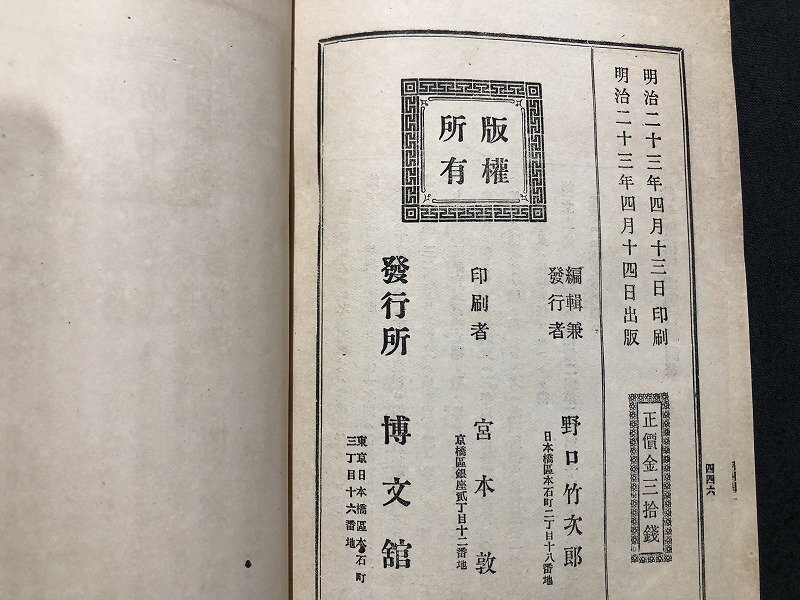 明治二十三年四月十三日印刷
明治二十三年四月十四日出版
正價金三拾錢
版權
所有
編輯兼
發行者
野口竹次郎
日本橋區本石町二丁目十八番地
印刷者
宮本敦
京橋區銀座貳丁目十二番地
發行所
博文館
東京日本橋區本石町
三丁目十六番地
四四六